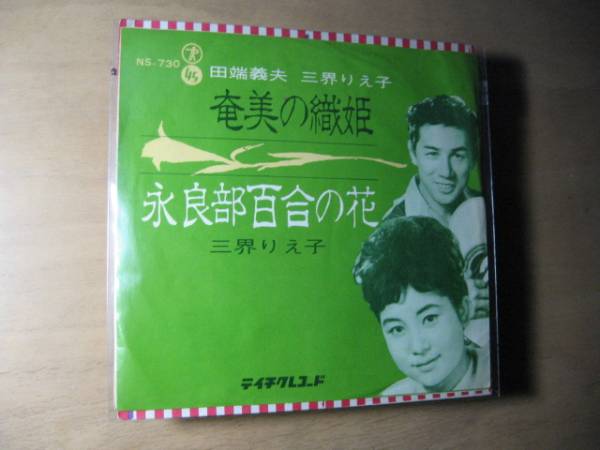 NS-730
45
田端義夫 三界りえ子
奄美の織姫
永良部百合の花
三界りえ子
テイチクレコード